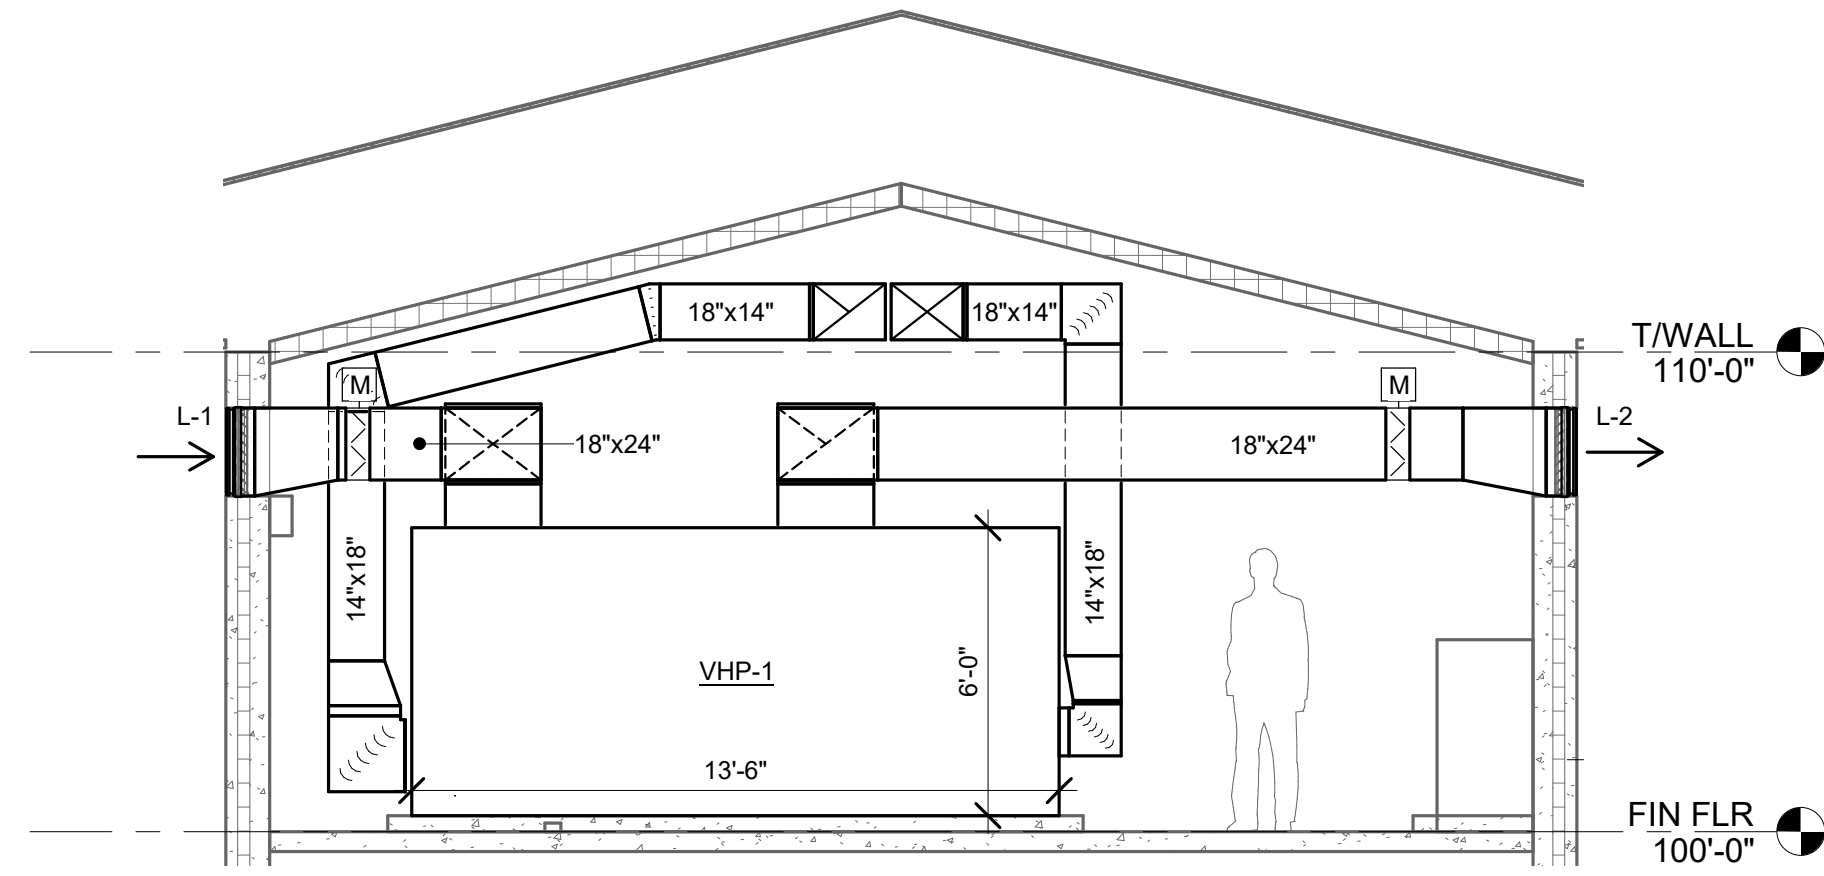 18"x14"
18"x14"
T/WALL
110'-0"
M
M
L-1
L-2
18"x24"
18"x24"
14"x18"
14"x18"
VHP-1
6'-0"
13'-6"
FIN FLR
100'-0"